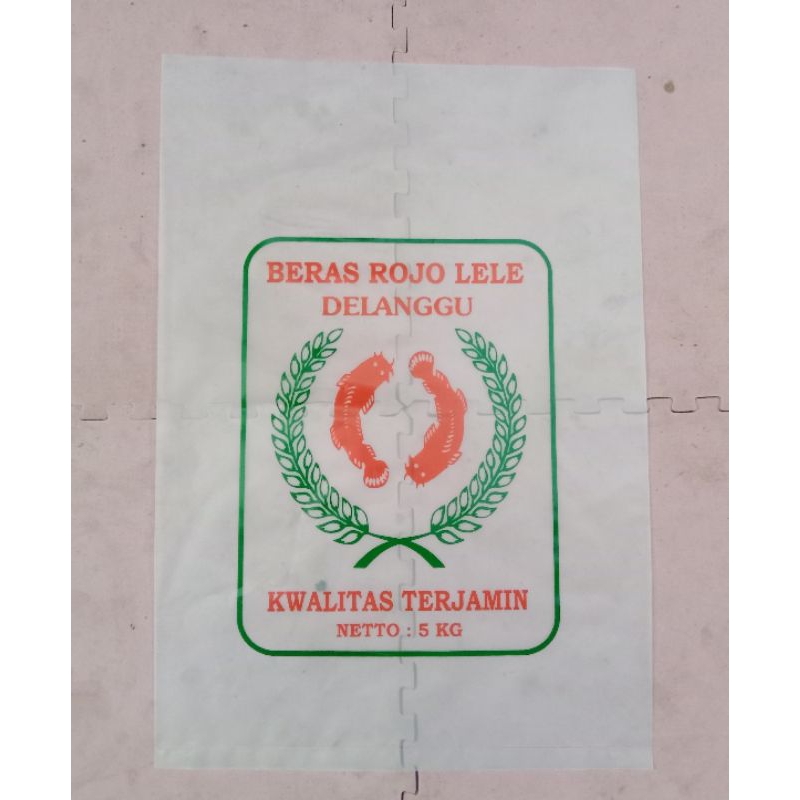 BERAS ROJO LELE
DELANGGU
KWALITAS TERJAMIN
NETTO : 5 KG